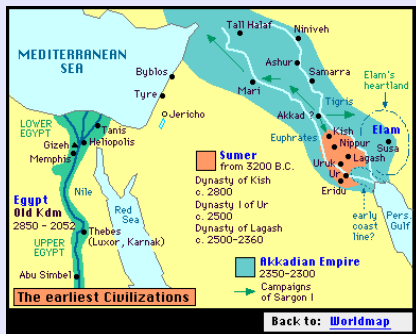 Tall Halaf
Niniveh
MEDITERRANEAN
SEA
Ashur
Byblos
Mari
Samarra
Elam's
heartland
Tyre
Tigris
Jericho
Akkad ?
LOWER
EGYPT
Tanis
Heliopolis
Euphrates
Kish
Elam
Gizeh
Memphis
Nippur
Susa
Sumer
from 3200 B.C.
Lagash
Uruk
Ur
Eridu
Dynasty of Kish
c. 2800
Dynasty I of Ur
c. 2500
Dynasty of Lagash
c. 2500-2360
Egypt
Old Kdm
2850 - 2052
Nile
Red
Sea
early
coast
line?
Pers.
Gulf
UPPER
EGYPT
Thebes
(Luxor, Karnak)
Akkadian Empire
2350-2300
Campaigns
of Sargon I
Abu Simbel
The earliest Civilizations
Back to: Worldmap